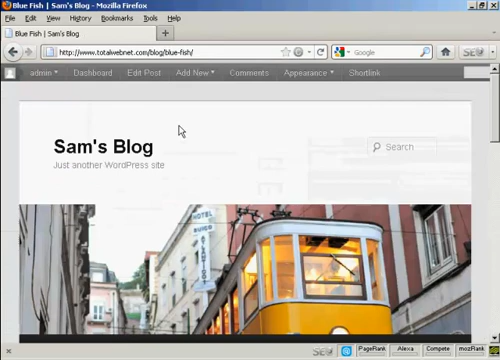 Blue Fish | Sam's Blog - Mozilla Firefox
File Edit View History Bookmarks Tools Help
Blue Fish | Sam's Blog
http://www.totalwebnet.com/blog/blue-fish/
Google
admin Dashboard Edit Post Add New Comments Appearance Shortlink
Sam's Blog
Search
Just another WordPress site
HOTEL
SUIÇO
ATLANTICO
SEO PageRank Alexa Compete mozRank